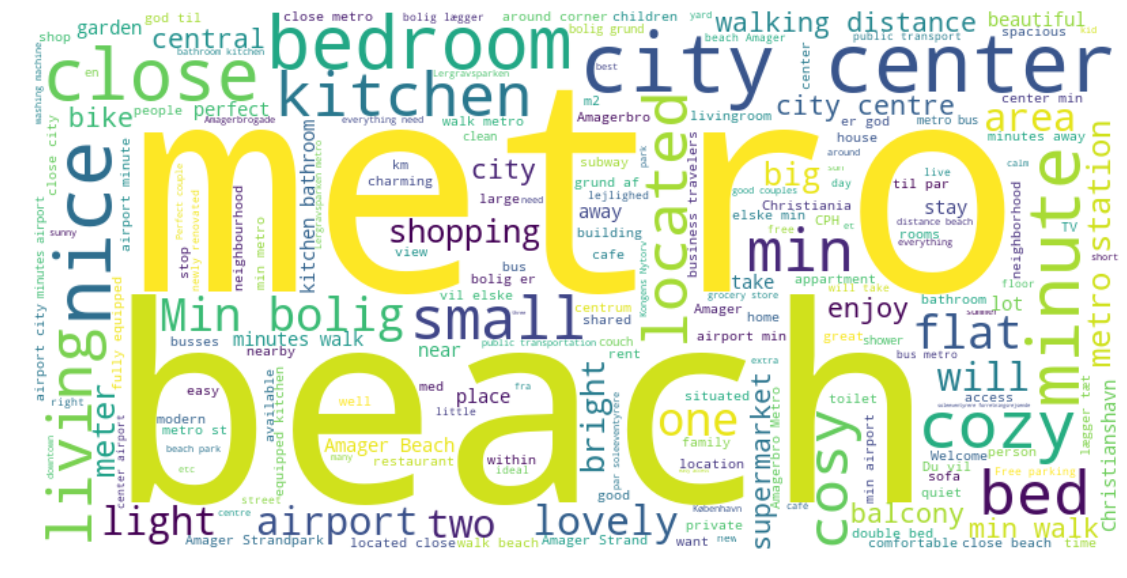 metro
beach
city center
bedroom
kitchen
close
nice
living
located
minute
min
small
Min bolig
cozy
cosy
bed
flat
will
one
lovely
two
airport
light
shopping
city
big
area
metro station
city centre
walking distance
beautiful
spacious
public transport
kid
yard
beach Amager
around corner
children
bolig grund
close metro
bolig lægger
god til
shop
garden
central
bathroom kitchen
en
washing machine
bike
people
perfect
Lergravsparken
best
center
center min
m2
Amagerbro
livingroom
er god
metro bus
house
minutes away
around
calm
Amagerbrogade
everything need
walk metro
clean
subway
park
km
charming
large
need
grund af
lejlighed
away
building
cafe
view
bus
bolig er
stop
neighbourhood
min metro
newly renovated
Perfect couple
airport minute
close city
sunny
airport city
minutes airport
kitchen bathroom
Lergravsparken metro
business travelers
Kongens Nytorv
good couples
sun
day
Christiania
elske min
CPH
et
free
til par
live
stay
distance beach
everything
rooms
neighborhood
TV
short
take
appartment
will take
grocery store
Amager
home
airport min
enjoy
bathroom
lot
floor
summer
great
shower
bus metro
access
situated
extra
family
toilet
supermarket
Amagerbro Metro
location
bright
vil elske
centrum
shared
near
public transportation
couch
rent
three
busses
minutes walk
nearby
fully equipped
right
meter
downtown
easy
modern
metro st
beach park
etc
center airport
available
equipped kitchen
street
centre
med
fra
place
well
little
Amager Beach
many
restaurant
within
ideal
par soleeventyrere
good
København
private
want
new
café
min airport
Welcome
person
Du vil
Free parking
sofa
quiet
balcony
min walk
double bed
comfortable
close beach
time
lægger tæt
Christianshavn
Amager Strandpark
located close
walk beach
Amager Strand